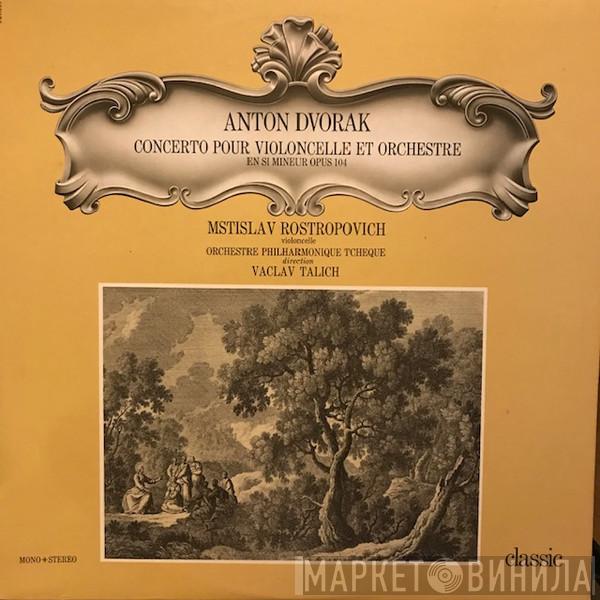 ANTON DVORAK
CONCERTO POUR VIOLONCELLE ET ORCHESTRE
EN SI MINEUR OPUS 104
MSTISLAV ROSTROPOVICH
violoncelle
ORCHESTRE PHILHARMONIQUE TCHEQUE
direction
VACLAV TALICH
MONO+STEREO
classic
МАРКЕТ ВИНИЛА